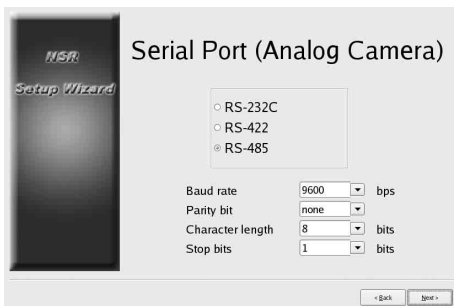 NSR
Setup Wizard
Serial Port (Analog Camera)
RS-232C
RS-422
RS-485
Baud rate 9600 bps
Parity bit none
Character length 8 bits
Stop bits 1 bits
< Back Next >